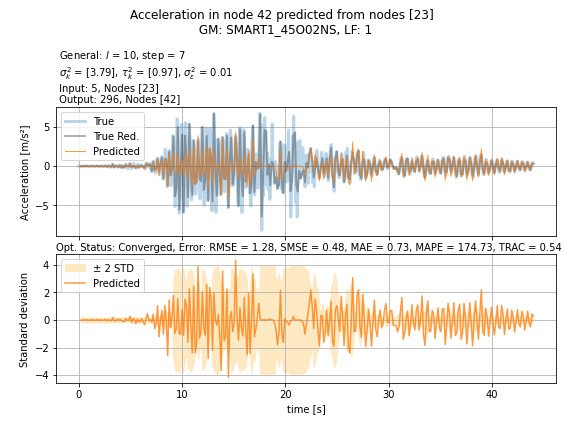 Acceleration in node 42 predicted from nodes [23]
GM: SMART1_45O02NS, LF: 1
General: l = 10, step = 7
σ²ₖ = [3.79], τ²ₖ = [0.97], σ²ε = 0.01
Input: 5, Nodes [23]
Output: 296, Nodes [42]
True
True Red.
Predicted
5
0
−5
Acceleration [m/s²]
Opt. Status: Converged, Error: RMSE = 1.28, SMSE = 0.48, MAE = 0.73, MAPE = 174.73, TRAC = 0.54
± 2 STD
Predicted
4
2
0
−2
−4
Standard deviation
0 10 20 30 40
time [s]